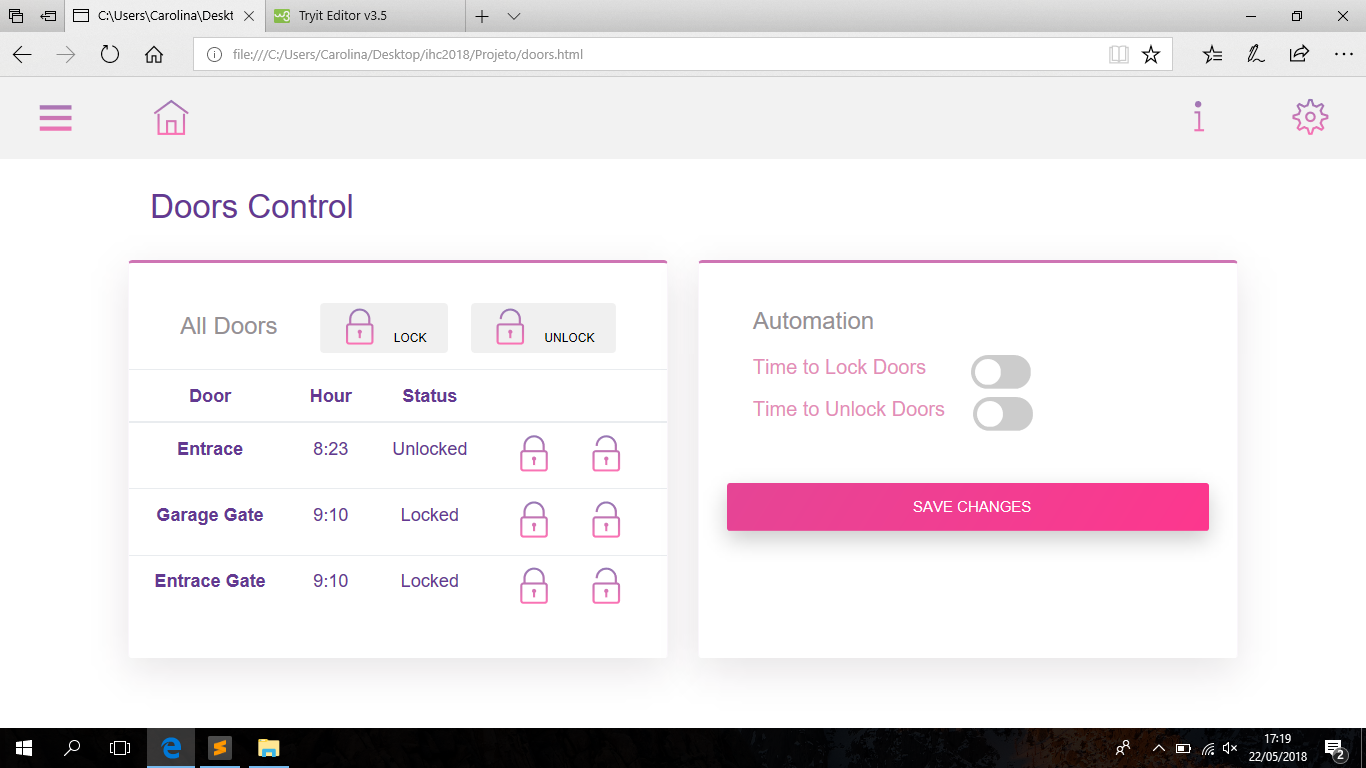 C:\Users\Carolina\Deskt
Tryit Editor v3.5
file:///C:/Users/Carolina/Desktop/ihc2018/Projeto/doors.html
Doors Control
All Doors LOCK UNLOCK
Door Hour Status
Entrace 8:23 Unlocked
Garage Gate 9:10 Locked
Entrace Gate 9:10 Locked
Automation
Time to Lock Doors
Time to Unlock Doors
SAVE CHANGES
17:19
22/05/2018
2